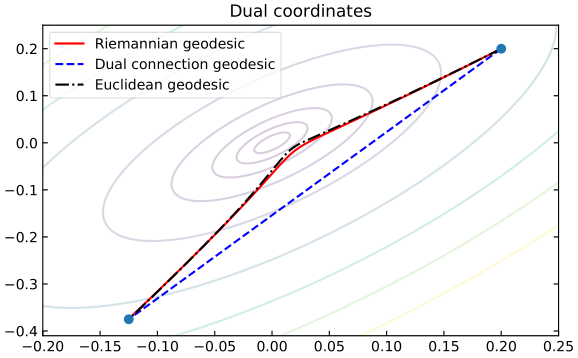 Dual coordinates
Riemannian geodesic
Dual connection geodesic
Euclidean geodesic
0.2
0.1
0.0
−0.1
−0.2
−0.3
−0.4
−0.20 −0.15 −0.10 −0.05 0.00 0.05 0.10 0.15 0.20 0.25